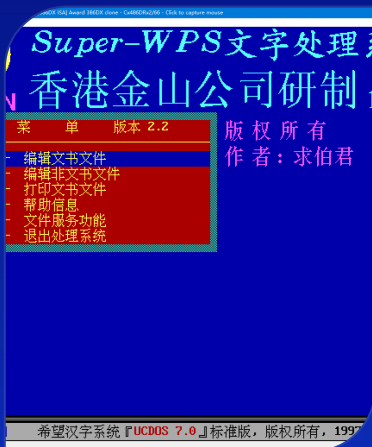 386DX ISA] Award 386DX clone - Cx486DRx2/66 - Click to capture mouse
Super-WPS文字处理
香港金山公司研制
菜 单 版本 2.2
版权所有
作者：求伯君
编辑文书文件
编辑非文书文件
打印文书文件
帮助信息
文件服务功能
退出处理系统
希望汉字系统『UCDOS 7.0』标准版，版权所有，1997